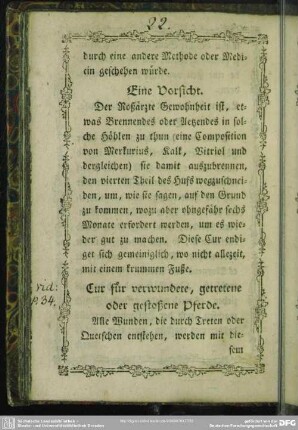 22.
durch eine andere Methode oder Medi-
cin geschehen würde.
Eine Vorsicht.
Der Roßärzte Gewohnheit ist, et-
was Brennendes oder Aetzendes in sol-
che Höhlen zu thun (eine Composition
von Merkurius, Kalk, Vitriol und
dergleichen) sie damit auszubrennen,
den vierten Theil des Hufs wegzuschnei-
den, um, wie sie sagen, auf den Grund
zu kommen, wozu aber ohngefähr sechs
Monate erfordert werden, um es wie-
der gut zu machen. Diese Cur endi-
get sich gemeiniglich, wo nicht allezeit,
mit einem krummen Fuße.
vid:
p. 34.
Cur für verwundete, getretene
oder gestoßene Pferde.
Alle Wunden, die durch Treten oder
Quetschen entstehen, werden mit die-
sem